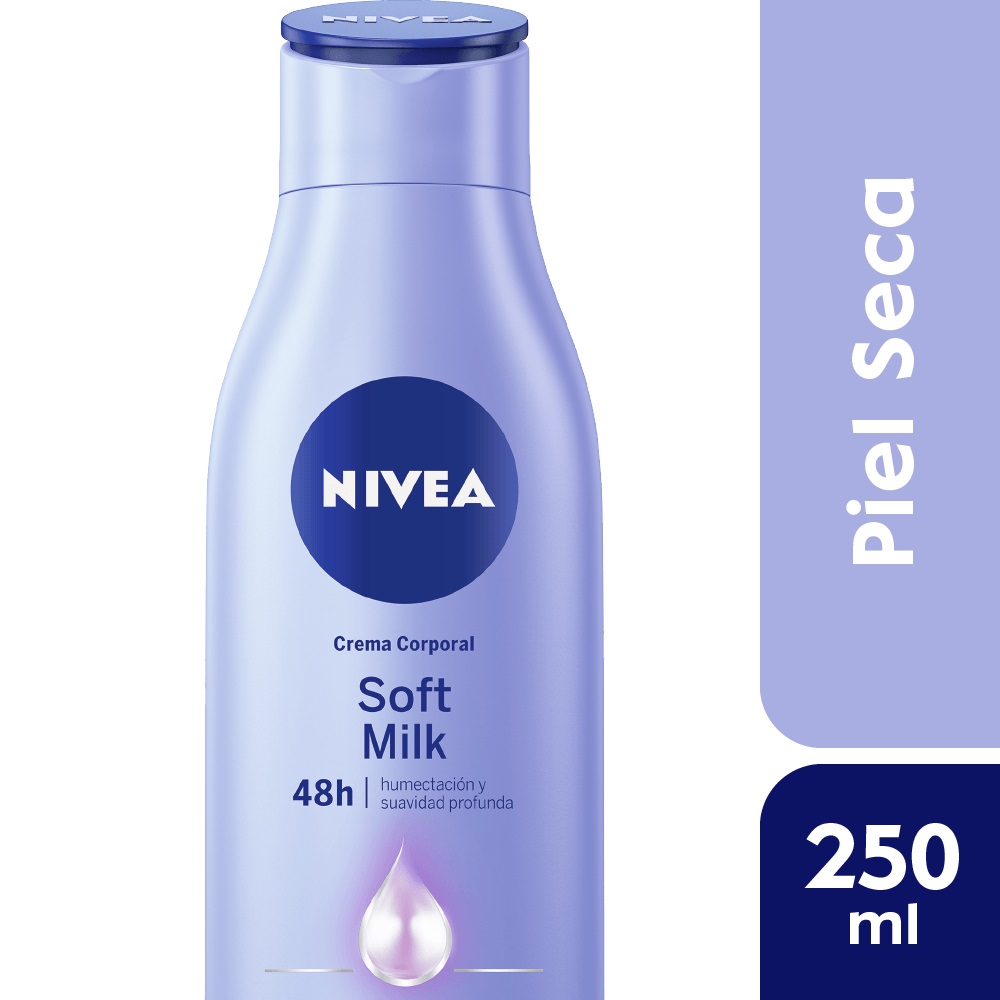 NIVEA
NIVEA
Crema Corporal
Soft
Milk
48h
humectación y
suavidad profunda
Piel Seca
250
ml